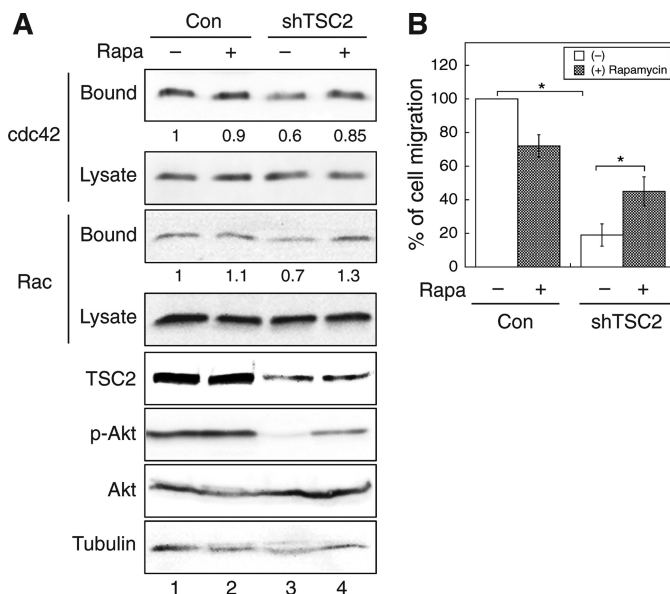 A
Con shTSC2
Rapa − + − +
cdc42
Bound
1 0.9 0.6 0.85
Lysate
Rac
Bound
1 1.1 0.7 1.3
Lysate
TSC2
p-Akt
Akt
Tubulin
1 2 3 4
B
% of cell migration
120
100
80
60
40
20
0
(−)
(+) Rapamycin
*
*
Rapa − + − +
Con shTSC2